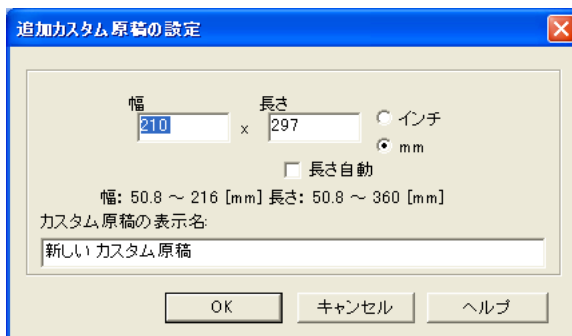 追加カスタム原稿の設定
幅 長さ
210 x 297 インチ
mm
長さ自動
幅: 50.8 ～ 216 [mm] 長さ: 50.8 ～ 360 [mm]
カスタム原稿の表示名:
新しいカスタム原稿
OK キャンセル ヘルプ